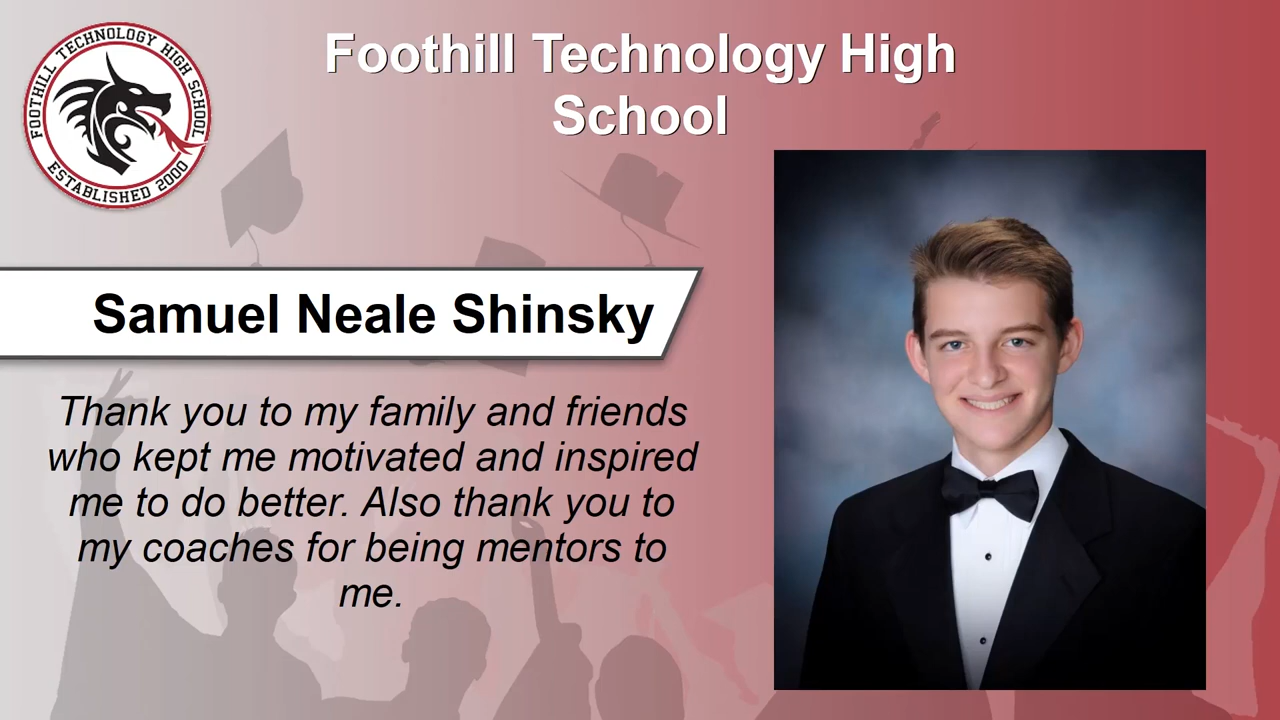 FOOTHILL TECHNOLOGY HIGH SCHOOL
ESTABLISHED 2000
Foothill Technology High
School
Samuel Neale Shinsky
Thank you to my family and friends
who kept me motivated and inspired
me to do better. Also thank you to
my coaches for being mentors to
me.